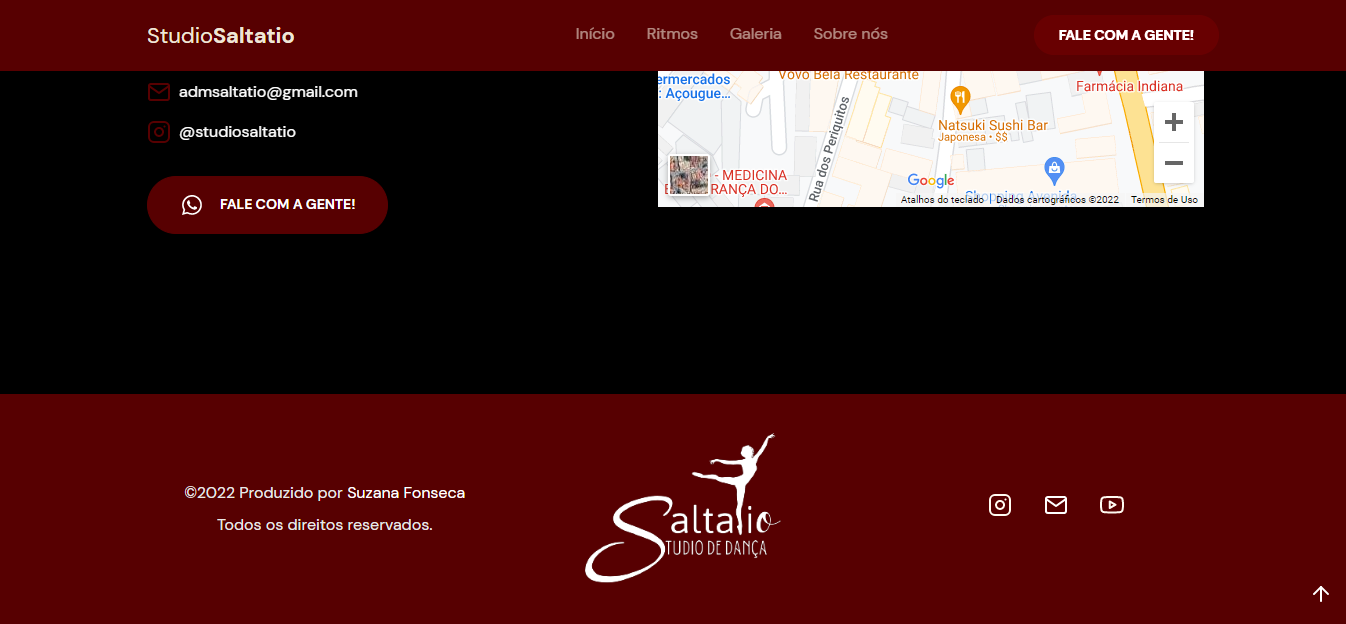 StudioSaltatio
Início
Ritmos
Galeria
Sobre nós
FALE COM A GENTE!
admsaltatio@gmail.com
@studiosaltatio
FALE COM A GENTE!
ermercados
: Açougue...
Vovó Bela Restaurante
Farmácia Indiana
Natsuki Sushi Bar
Japonesa • $$
Rua dos Periquitos
- MEDICINA
RANÇA DO...
Google
Shopping Avenida
Atalhos do teclado
Dados cartográficos ©2022
Termos de Uso
©2022 Produzido por Suzana Fonseca
Todos os direitos reservados.
Saltatio
STUDIO DE DANÇA